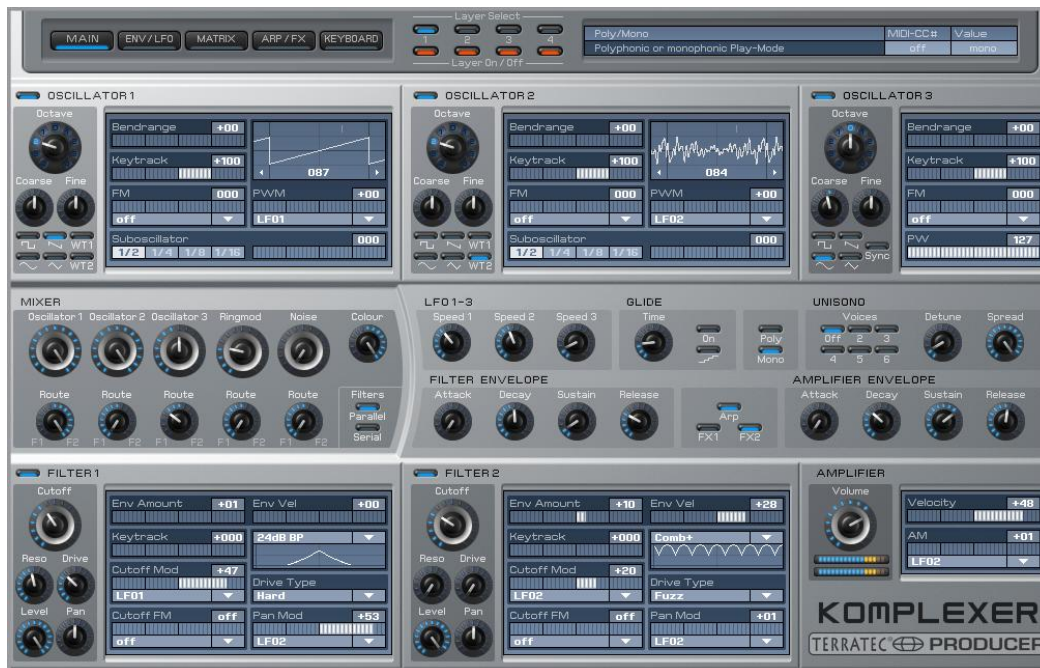 Layer Select
MAIN ENV/LFO MATRIX ARP/FX KEYBOARD
1 2 3 4
Layer On/Off
Poly/Mono MIDI-CC# Value
Polyphonic or monophonic Play-Mode off mono
OSCILLATOR 1
Octave
Bendrange +00
Keytrack +100
087
Coarse Fine
FM 000 PWM +00
off LFO1
WT1
WT2
Suboscillator 000
1/2 1/4 1/8 1/16
OSCILLATOR 2
Octave
Bendrange +00
Keytrack +100
084
Coarse Fine
FM 000 PWM +00
off LFO2
WT1
WT2
Suboscillator 000
1/2 1/4 1/8 1/16
OSCILLATOR 3
Octave
Bendrange +00
Keytrack +100
Coarse Fine
FM 000
off
Sync
PW 127
MIXER
Oscillator 1 Oscillator 2 Oscillator 3 Ringmod Noise Colour
Route Route Route Route Route
F1 F2 F1 F2 F1 F2 F1 F2 F1 F2
Filters
Parallel
Serial
LFO 1-3
Speed 1 Speed 2 Speed 3
GLIDE
Time
On
Poly
Mono
UNISONO
Voices
Off 2 3
4 5 6
Detune Spread
FILTER ENVELOPE
Attack Decay Sustain Release
Arp
FX1 FX2
AMPLIFIER ENVELOPE
Attack Decay Sustain Release
FILTER 1
Cutoff
Env Amount +01 Env Vel +00
Keytrack +000 24dB BP
Reso Drive
Cutoff Mod +47
LFO1
Drive Type
Hard
Level Pan
Cutoff FM off Pan Mod +53
off LFO2
FILTER 2
Cutoff
Env Amount +10 Env Vel +28
Keytrack +000 Comb+
Reso Drive
Cutoff Mod +20
LFO2
Drive Type
Fuzz
Level Pan
Cutoff FM off Pan Mod +01
off LFO2
AMPLIFIER
Volume
Velocity +48
AM +01
LFO2
KOMPLEXER
TERRATEC PRODUCER